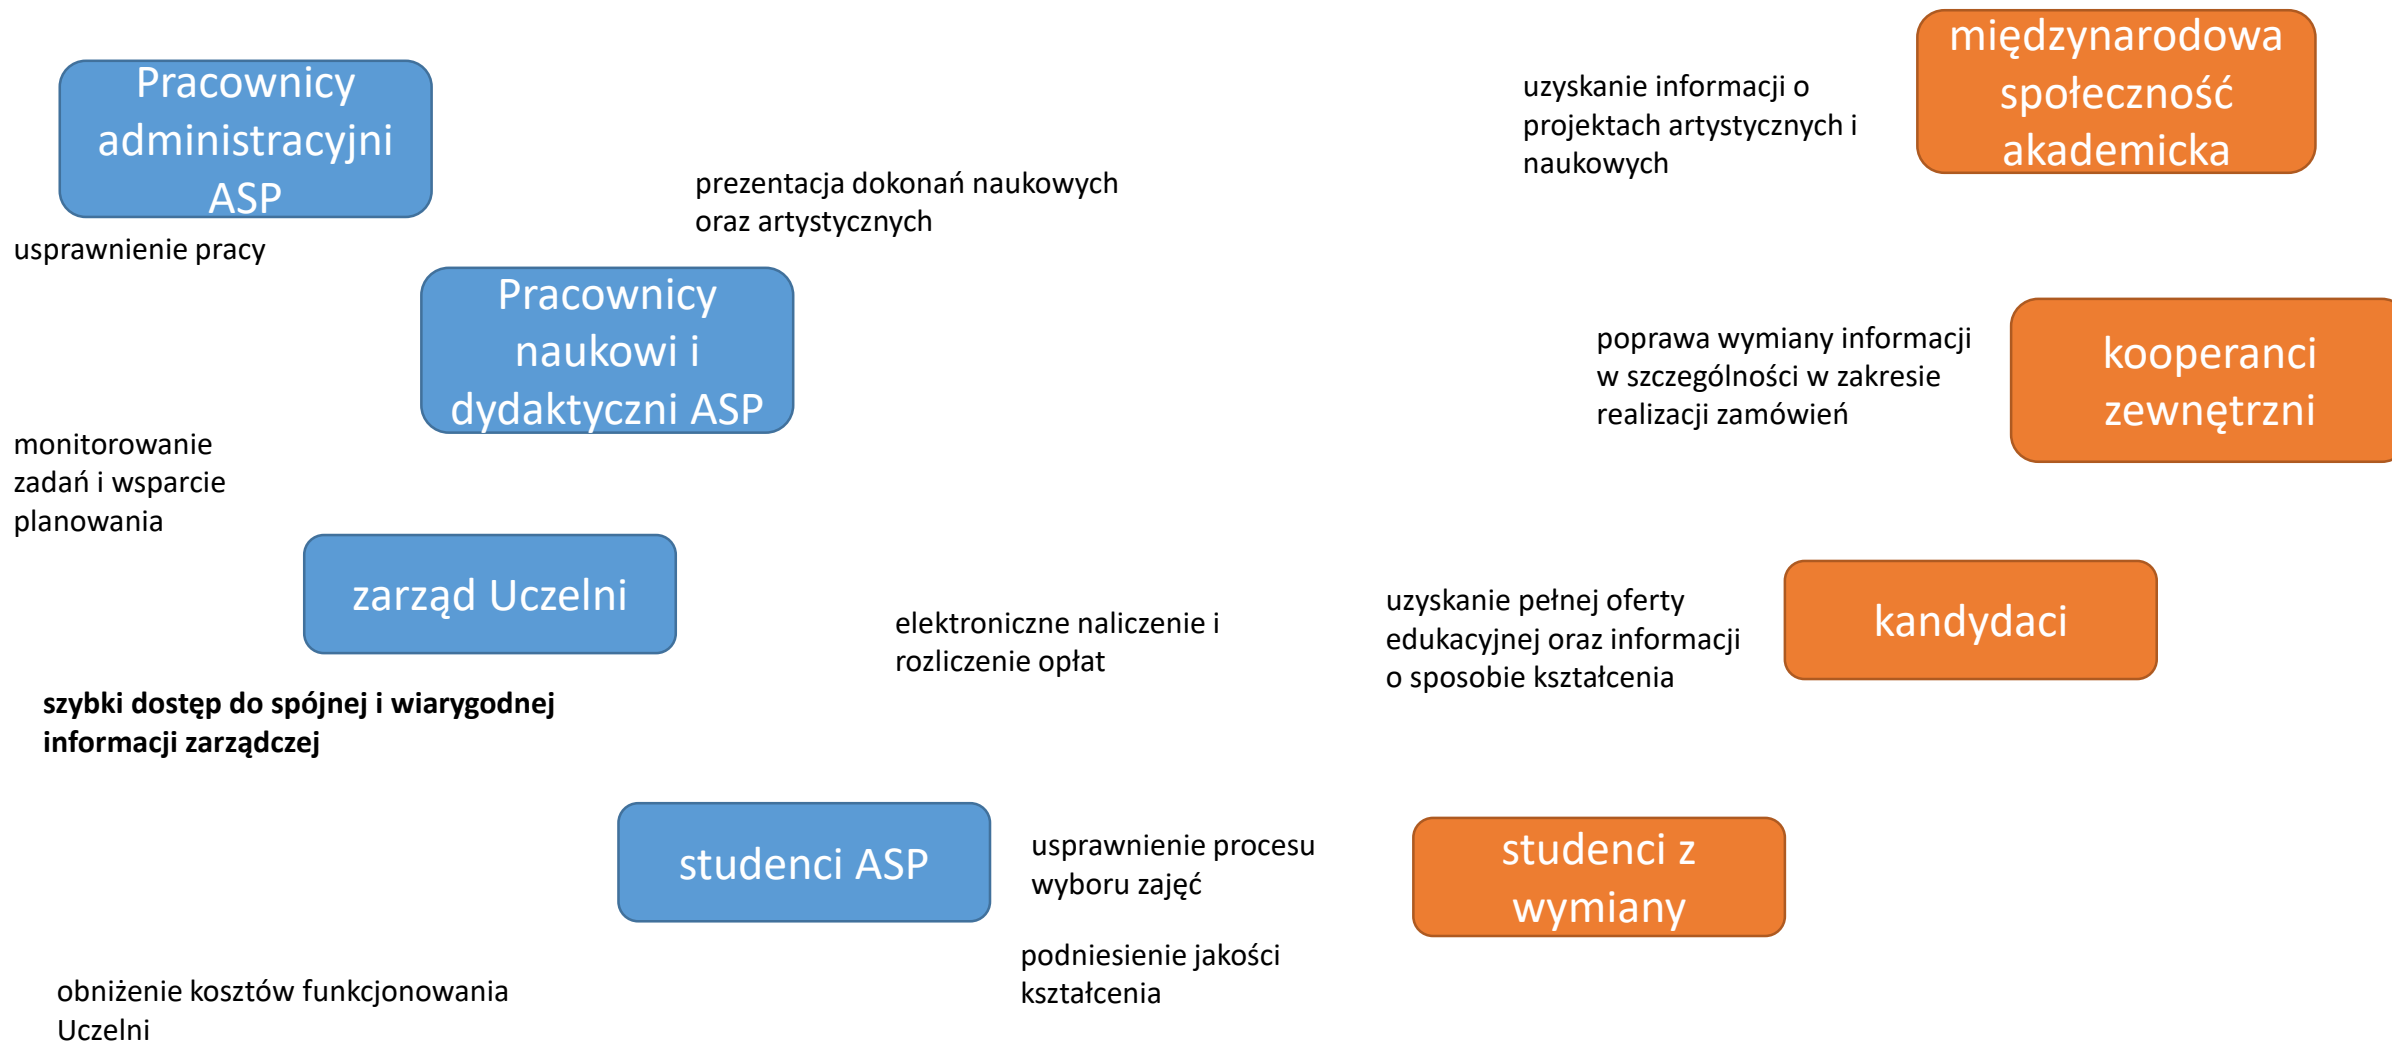 Pracownicy
administracyjni
ASP
usprawnienie pracy
prezentacja dokonań naukowych
oraz artystycznych
Pracownicy
naukowi i
dydaktyczni ASP
monitorowanie
zadań i wsparcie
planowania
zarząd Uczelni
szybki dostęp do spójnej i wiarygodnej
informacji zarządczej
elektroniczne naliczenie i
rozliczenie opłat
studenci ASP
usprawnienie procesu
wyboru zajęć
podniesienie jakości
kształcenia
obniżenie kosztów funkcjonowania
Uczelni
międzynarodowa
społeczność
akademicka
uzyskanie informacji o
projektach artystycznych i
naukowych
poprawa wymiany informacji
w szczególności w zakresie
realizacji zamówień
kooperanci
zewnętrzni
uzyskanie pełnej oferty
edukacyjnej oraz informacji
o sposobie kształcenia
kandydaci
studenci z
wymiany